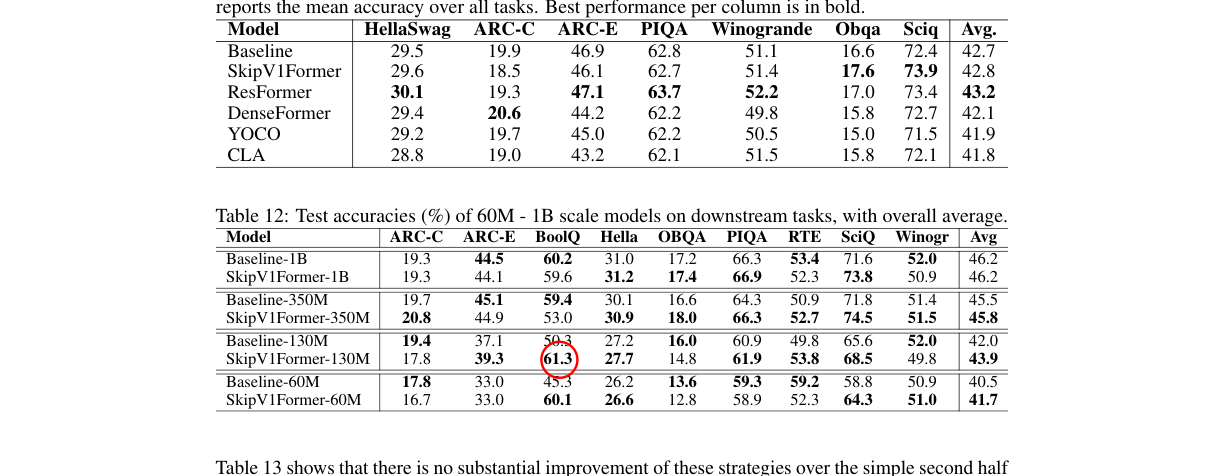 reports the mean accuracy over all tasks. Best performance per column is in bold.
Model HellaSwag ARC-C ARC-E PIQA Winogrande Obqa Sciq Avg.
Baseline 29.5 19.9 46.9 62.8 51.1 16.6 72.4 42.7
SkipV1Former 29.6 18.5 46.1 62.7 51.4 17.6 73.9 42.8
ResFormer 30.1 19.3 47.1 63.7 52.2 17.0 73.4 43.2
DenseFormer 29.4 20.6 44.2 62.2 49.8 15.8 72.7 42.1
YOCO 29.2 19.7 45.0 62.2 50.5 15.0 71.5 41.9
CLA 28.8 19.0 43.2 62.1 51.5 15.8 72.1 41.8
Table 12: Test accuracies (%) of 60M - 1B scale models on downstream tasks, with overall average.
Model ARC-C ARC-E BoolQ Hella OBQA PIQA RTE SciQ Winogr Avg
Baseline-1B 19.3 44.5 60.2 31.0 17.2 66.3 53.4 71.6 52.0 46.2
SkipV1Former-1B 19.3 44.1 59.6 31.2 17.4 66.9 52.3 73.8 50.9 46.2
Baseline-350M 19.7 45.1 59.4 30.1 16.6 64.3 50.9 71.8 51.4 45.5
SkipV1Former-350M 20.8 44.9 53.0 30.9 18.0 66.3 52.7 74.5 51.5 45.8
Baseline-130M 19.4 37.1 50.3 27.2 16.0 60.9 49.8 65.6 52.0 42.0
SkipV1Former-130M 17.8 39.3 61.3 27.7 14.8 61.9 53.8 68.5 49.8 43.9
Baseline-60M 17.8 33.0 45.3 26.2 13.6 59.3 59.2 58.8 50.9 40.5
SkipV1Former-60M 16.7 33.0 60.1 26.6 12.8 58.9 52.3 64.3 51.0 41.7
Table 13 shows that there is no substantial improvement of these strategies over the simple second half